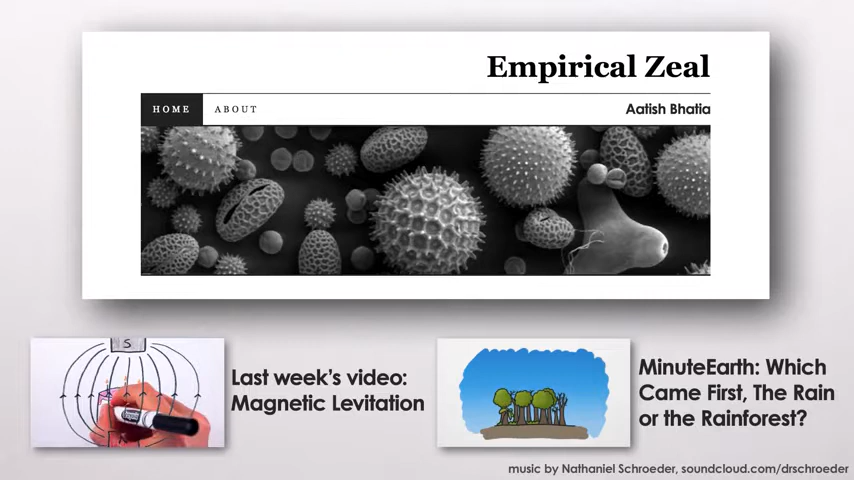 Empirical Zeal
HOME ABOUT
Aatish Bhatia
S
Last week's video:
Magnetic Levitation
MinuteEarth: Which
Came First, The Rain
or the Rainforest?
music by Nathaniel Schroeder, soundcloud.com/drschroeder